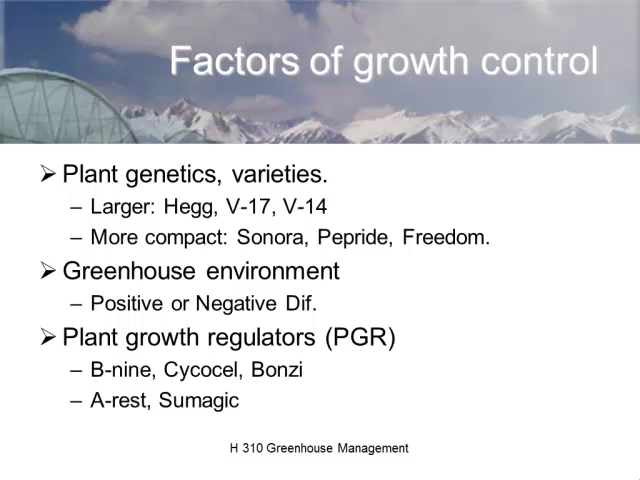 Factors of growth control
➢ Plant genetics, varieties.
– Larger: Hegg, V-17, V-14
– More compact: Sonora, Pepride, Freedom.
➢ Greenhouse environment
– Positive or Negative Dif.
➢ Plant growth regulators (PGR)
– B-nine, Cycocel, Bonzi
– A-rest, Sumagic
H 310 Greenhouse Management